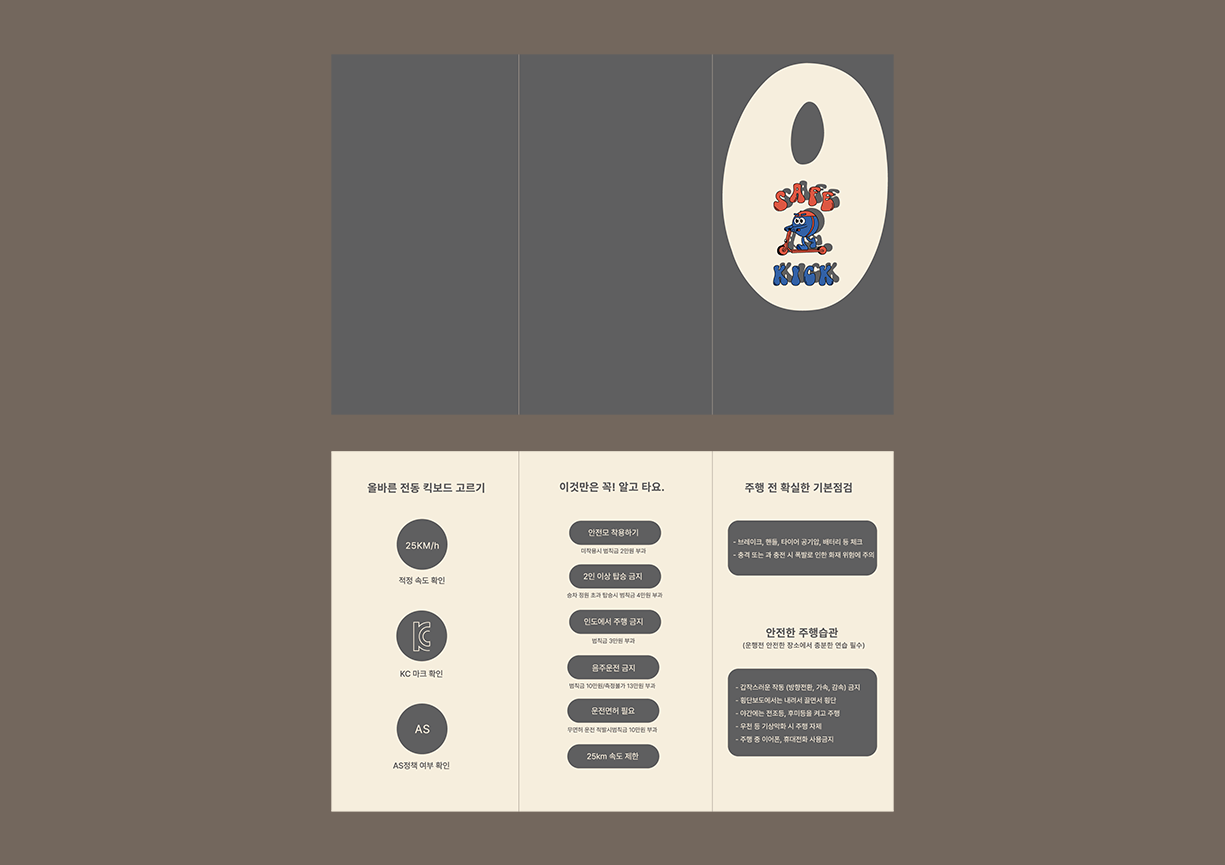 SAFE
KICK
올바른 전동 킥보드 고르기
25KM/h
적정 속도 확인
KC
KC 마크 확인
AS
AS정책 여부 확인
이것만은 꼭! 알고 타요.
안전모 착용하기
미착용시 범칙금 2만원 부과
2인 이상 탑승 금지
승차 정원 초과 탑승시 범칙금 4만원 부과
인도에서 주행 금지
범칙금 3만원 부과
음주운전 금지
범칙금 10만원/측정불가 13만원 부과
운전면허 필요
무면허 운전 적발시범칙금 10만원 부과
25km 속도 제한
주행 전 확실한 기본점검
- 브레이크, 핸들, 타이어 공기압, 배터리 등 체크
- 충격 또는 과 충전 시 폭발로 인한 화재 위험에 주의
안전한 주행습관
(운행전 안전한 장소에서 충분한 연습 필수)
- 갑작스러운 작동 (방향전환, 가속, 감속) 금지
- 횡단보도에서는 내려서 끌면서 횡단
- 야간에는 전조등, 후미등을 켜고 주행
- 우천 등 기상악화 시 주행 자제
- 주행 중 이어폰, 휴대전화 사용금지